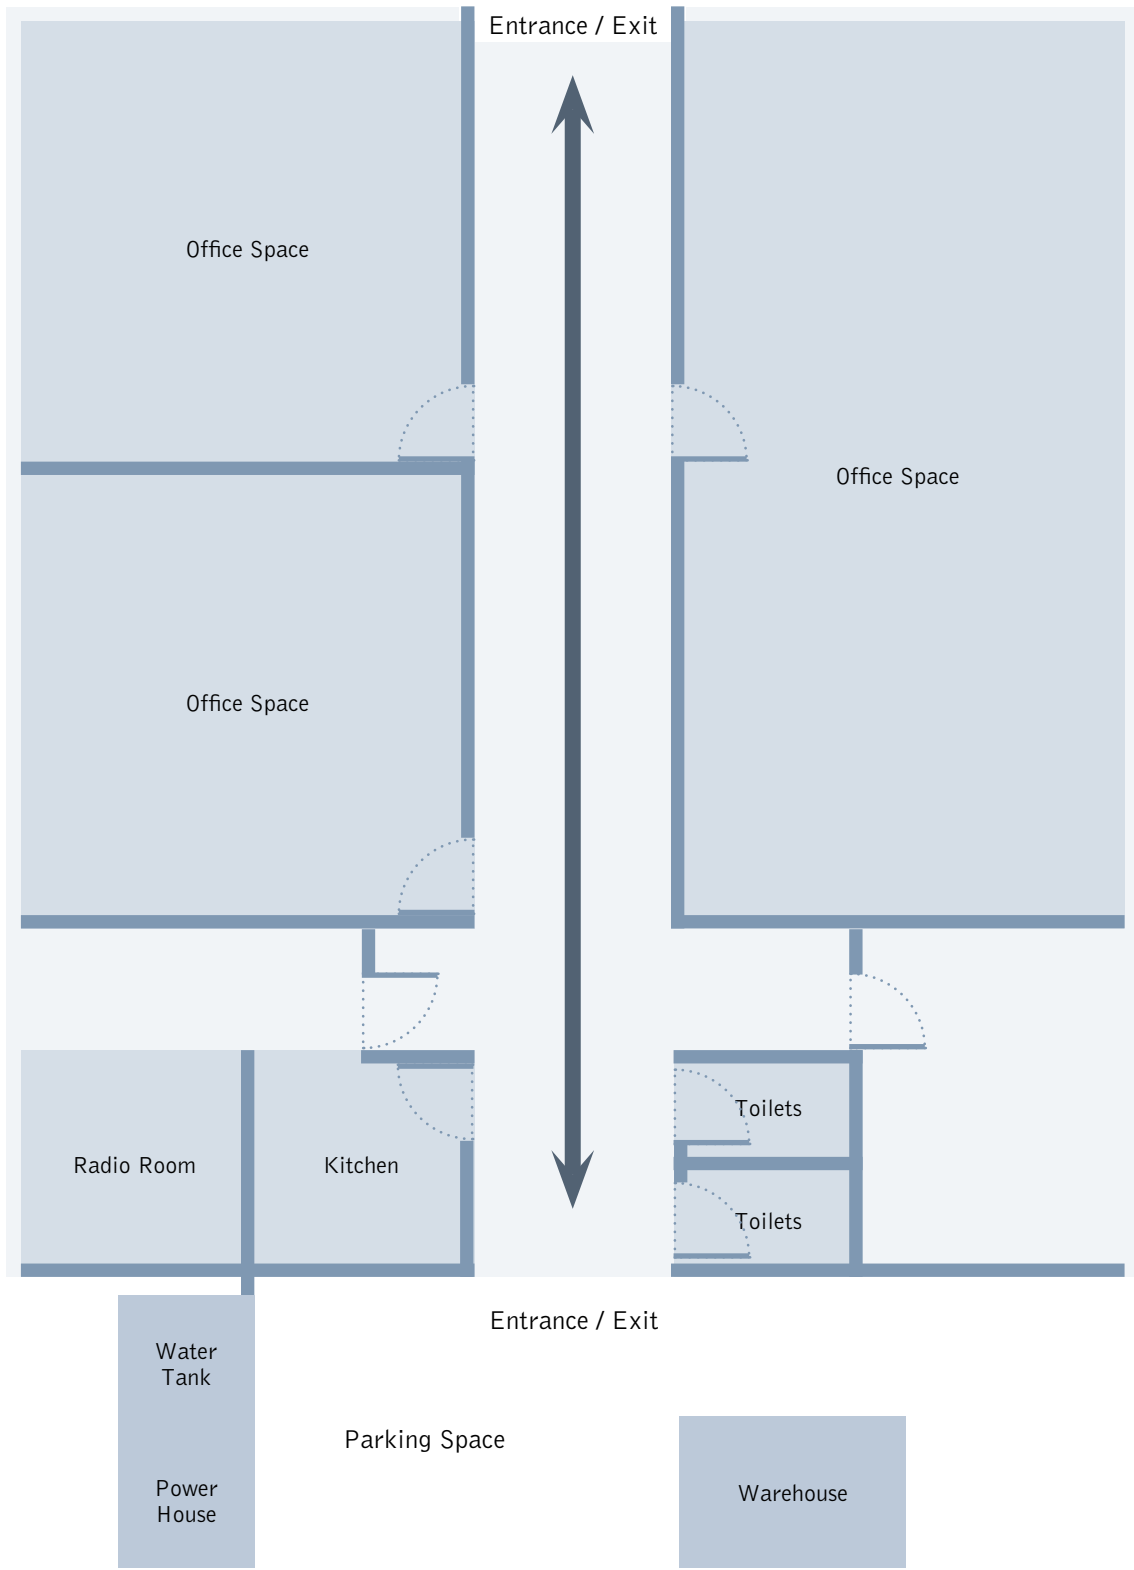 Entrance / Exit
Office Space
Office Space
Office Space
Toilets
Radio Room
Kitchen
Toilets
Entrance / Exit
Water
Tank
Parking Space
Power
House
Warehouse